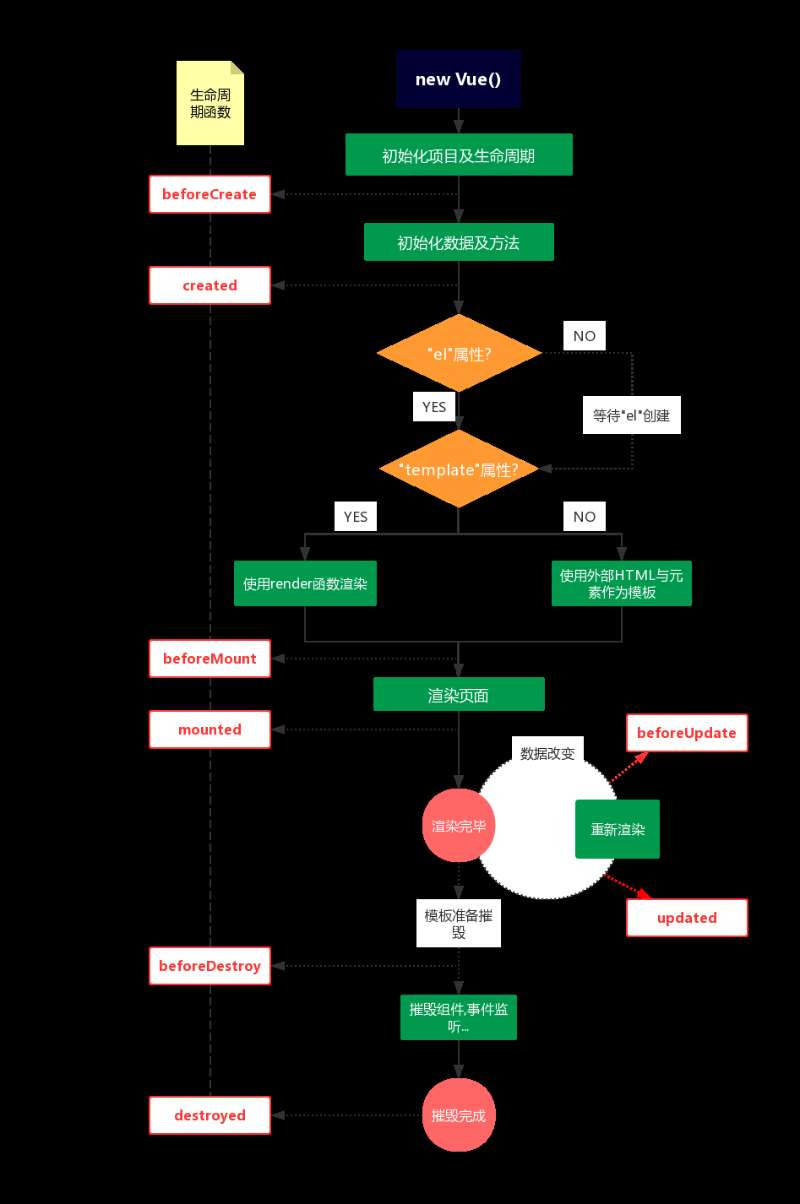 new Vue()
生命周
期函数
初始化项目及生命周期
beforeCreate
初始化数据及方法
created
"el"属性?
NO
YES
等待"el"创建
"template"属性?
YES
NO
使用render函数渲染
使用外部HTML与元
素作为模板
beforeMount
渲染页面
mounted
beforeUpdate
数据改变
渲染完毕
重新渲染
模板准备摧
毁
updated
beforeDestroy
摧毁组件,事件监
听...
destroyed
摧毁完成